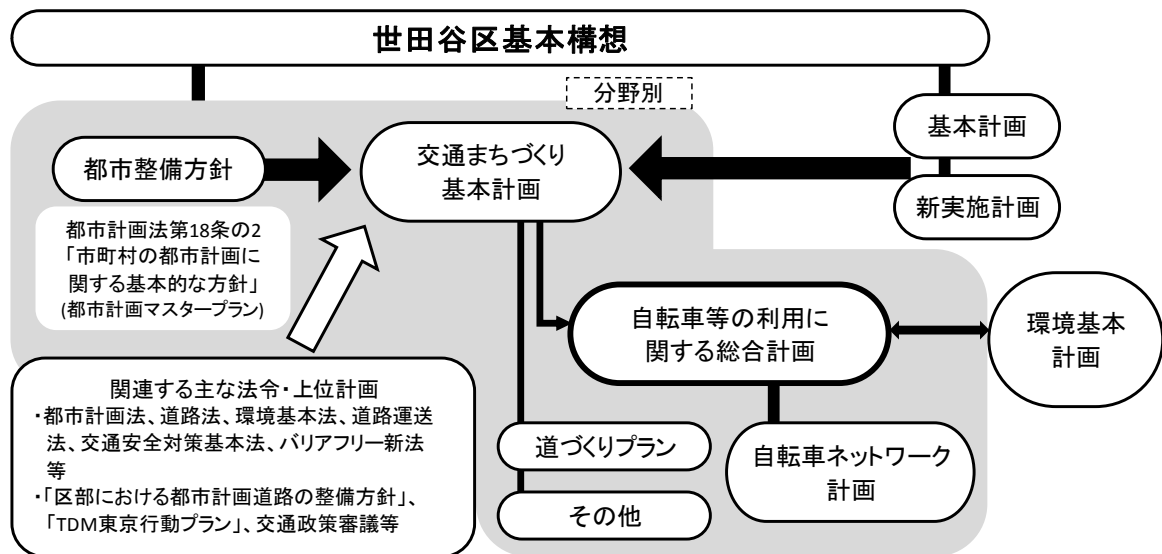 世田谷区基本構想
分野別
基本計画
交通まちづくり
基本計画
都市整備方針
新実施計画
都市計画法第18条の2
「市町村の都市計画に
関する基本的な方針」
(都市計画マスタープラン)
自転車等の利用に
関する総合計画
環境基本
計画
関連する主な法令・上位計画
・都市計画法、道路法、環境基本法、道路運送
法、交通安全対策基本法、バリアフリー新法
等
・「区部における都市計画道路の整備方針」、
「TDM東京行動プラン」、交通政策審議等
道づくりプラン
自転車ネットワーク
計画
その他